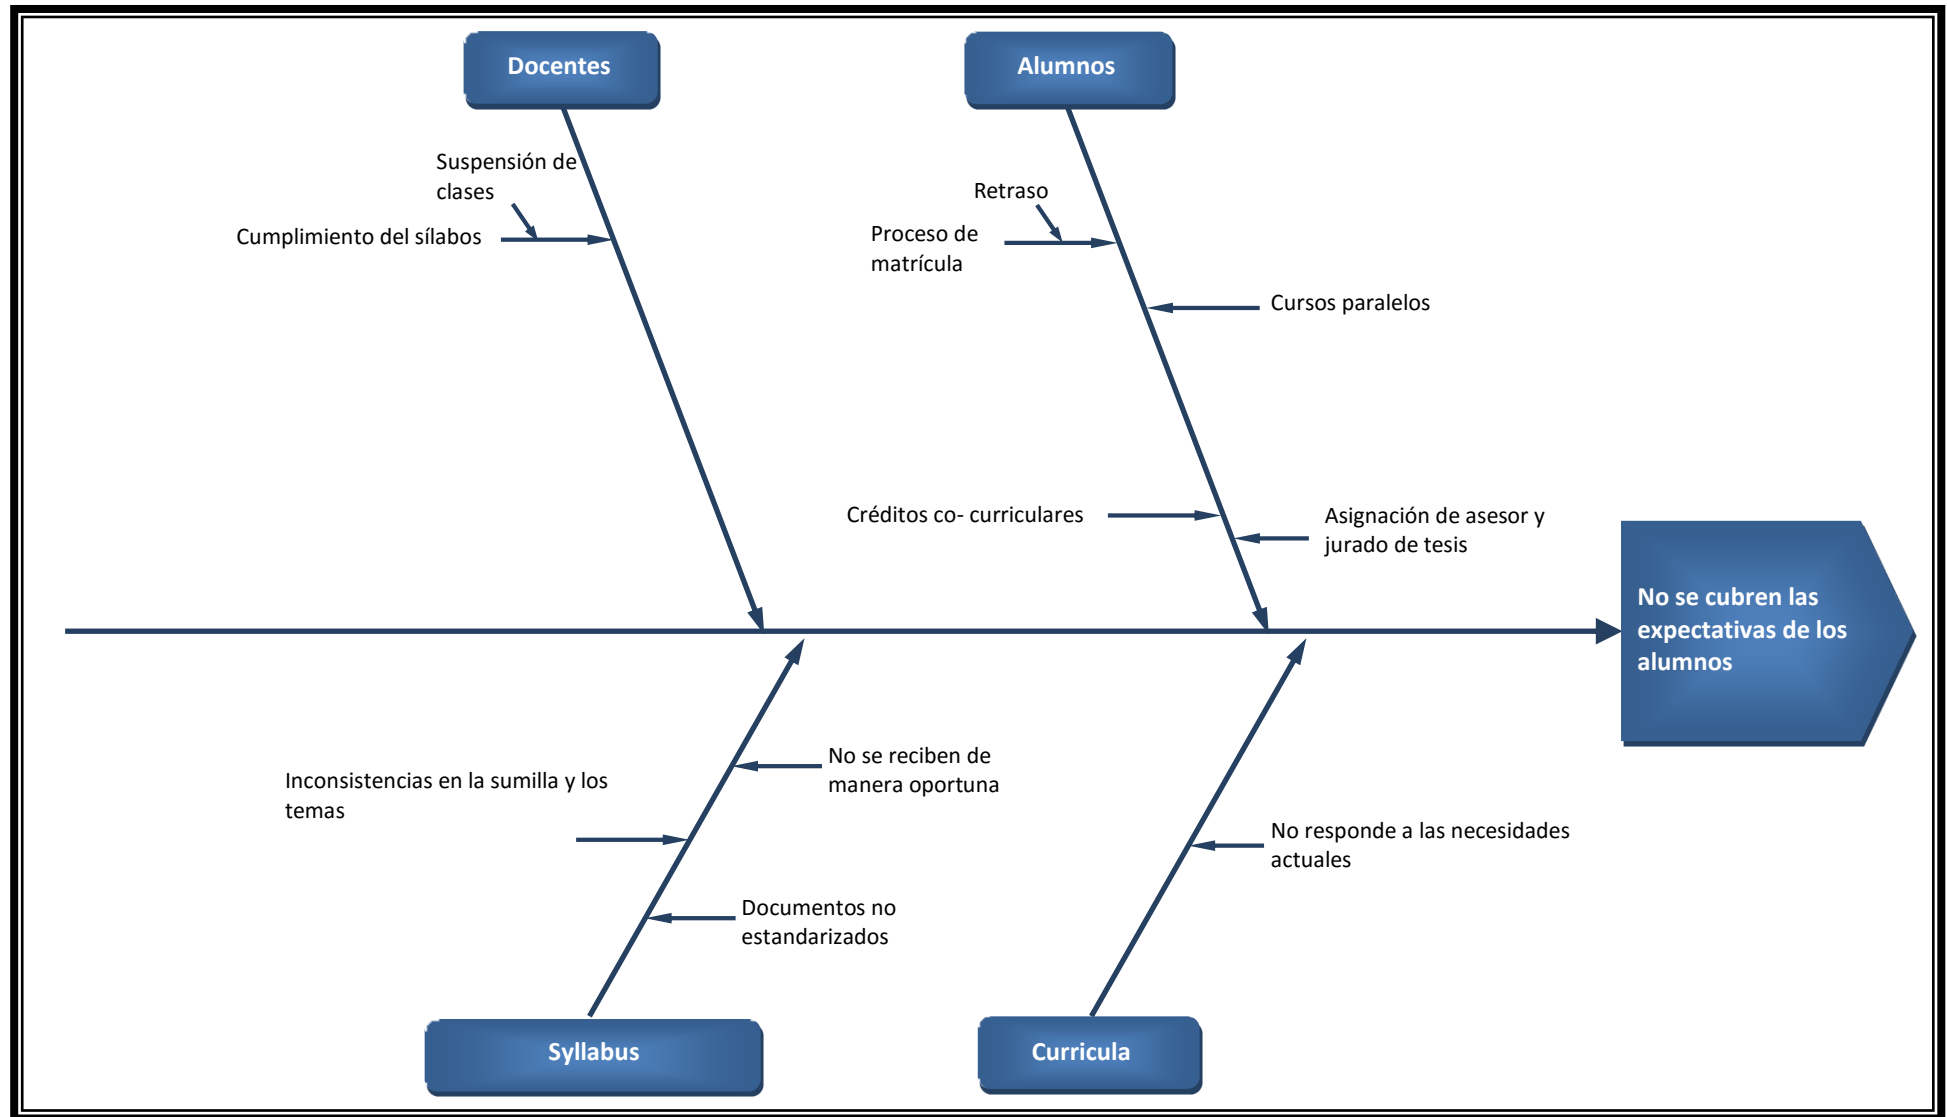 Docentes
Alumnos
Suspensión de
clases
Cumplimiento del sílabos
Retraso
Proceso de
matrícula
Cursos paralelos
Créditos co- curriculares
Asignación de asesor y
jurado de tesis
No se cubren las
expectativas de los
alumnos
No se reciben de
manera oportuna
Inconsistencias en la sumilla y los
temas
No responde a las necesidades
actuales
Documentos no
estandarizados
Syllabus
Curricula